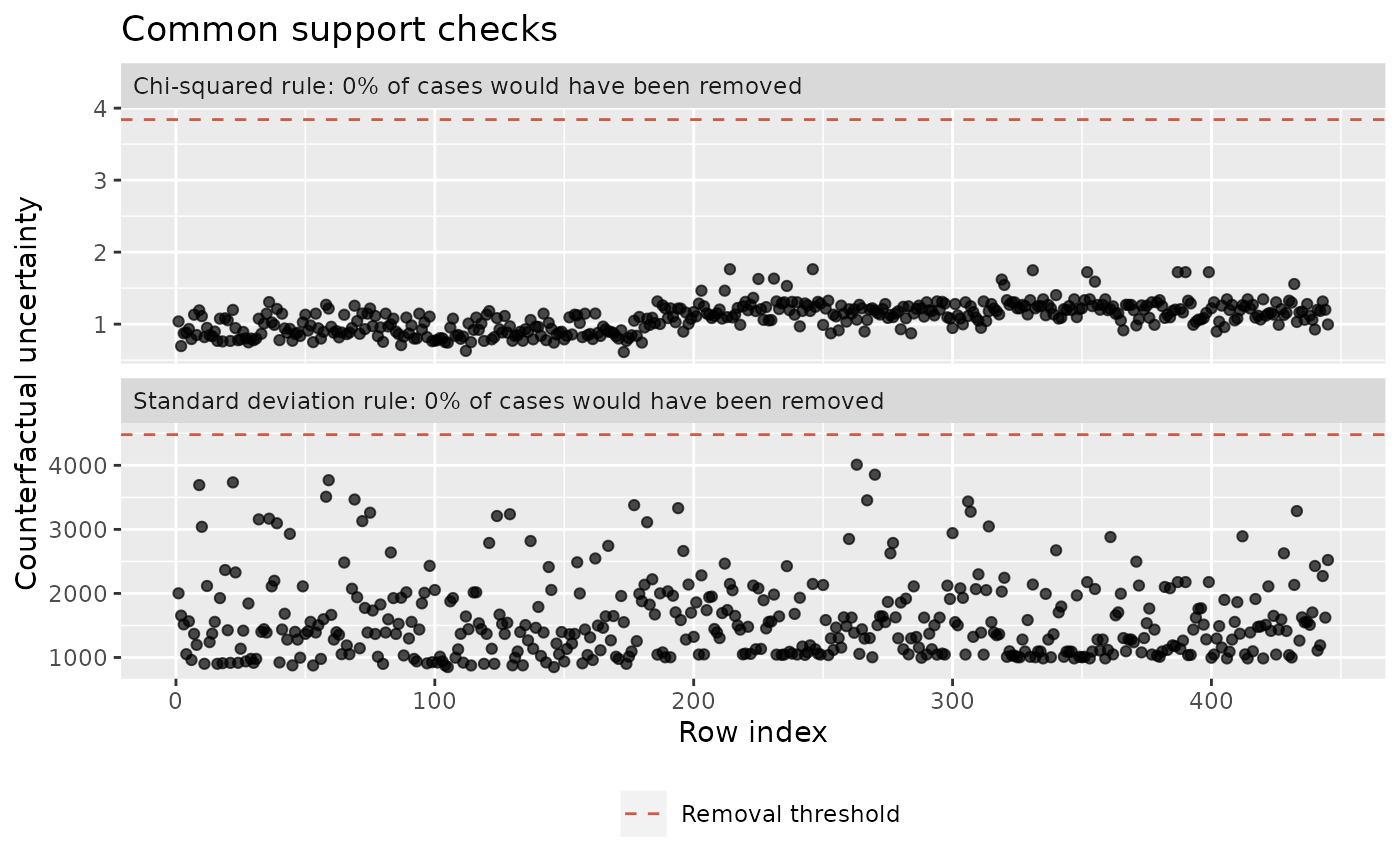 Common support checks
Chi-squared rule: 0% of cases would have been removed
4
3
2
1
Standard deviation rule: 0% of cases would have been removed
4000
3000
2000
1000
Counterfactual uncertainty
0 100 200 300 400
Row index
Removal threshold